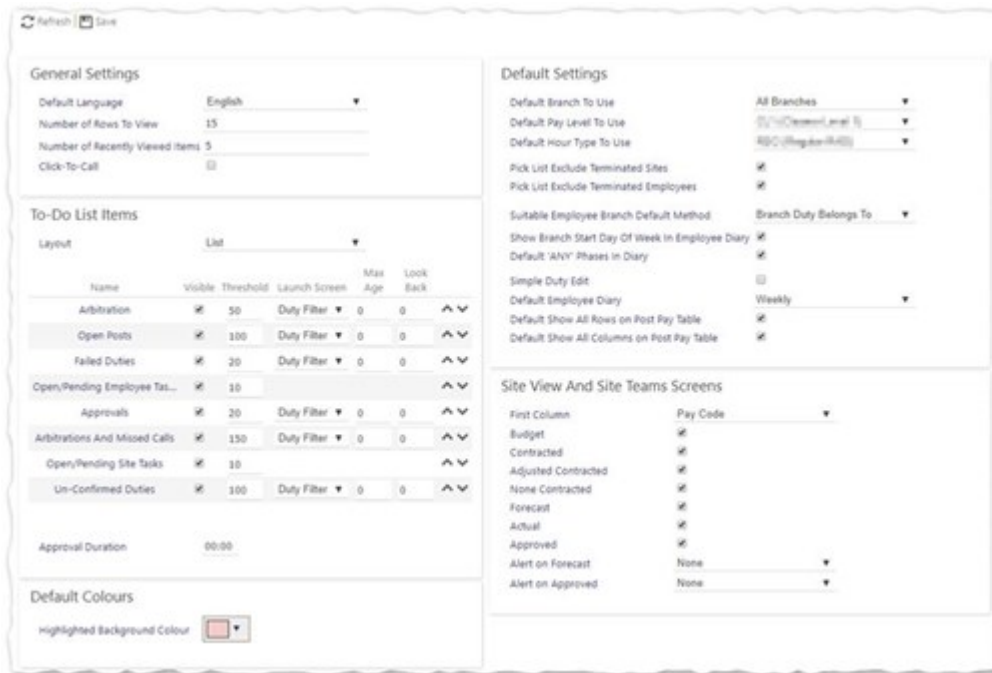 Refresh Save
General Settings
Default Language English
Number of Rows To View 15
Number of Recently Viewed Items 5
Click-To-Call
To-Do List Items
Layout List
Name Visible Threshold Launch Screen Max Age Look Back
Arbitration 50 Duty Filter 0 0
Open Posts 100 Duty Filter 0 0
Failed Duties 20 Duty Filter 0 0
Open/Pending Employee Tas... 10
Approvals 20 Duty Filter 0 0
Arbitrations And Missed Calls 150 Duty Filter 0 0
Open/Pending Site Tasks 10
Un-Confirmed Duties 100 Duty Filter 0 0
Approval Duration 00:00
Default Colours
Highlighted Background Colour
Default Settings
Default Branch To Use All Branches
Default Pay Level To Use
Default Hour Type To Use
Pick List Exclude Terminated Sites
Pick List Exclude Terminated Employees
Suitable Employee Branch Default Method Branch Duty Belongs To
Show Branch Start Day Of Week In Employee Diary
Default 'ANY' Phases In Diary
Simple Duty Edit
Default Employee Diary Weekly
Default Show All Rows on Post Pay Table
Default Show All Columns on Post Pay Table
Site View And Site Teams Screens
First Column Pay Code
Budget
Contracted
Adjusted Contracted
None Contracted
Forecast
Actual
Approved
Alert on Forecast None
Alert on Approved None